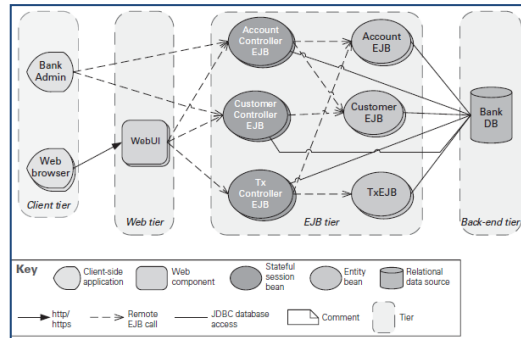 Bank
Admin
Web
browser
Client tier
WebUI
Web tier
Account
Controller
EJB
Customer Controller
EJB
Tx
Controller
EJB
Account
EJB
Customer
EJB
TxEJB
EJB tier
Bank
DB
Back-end tier
Key
Client-side
application
Web
component
Stateful
session
bean
Entity
bean
Relational
data source
http/
https
Remote
EJB call
JDBC database
access
Comment
Tier